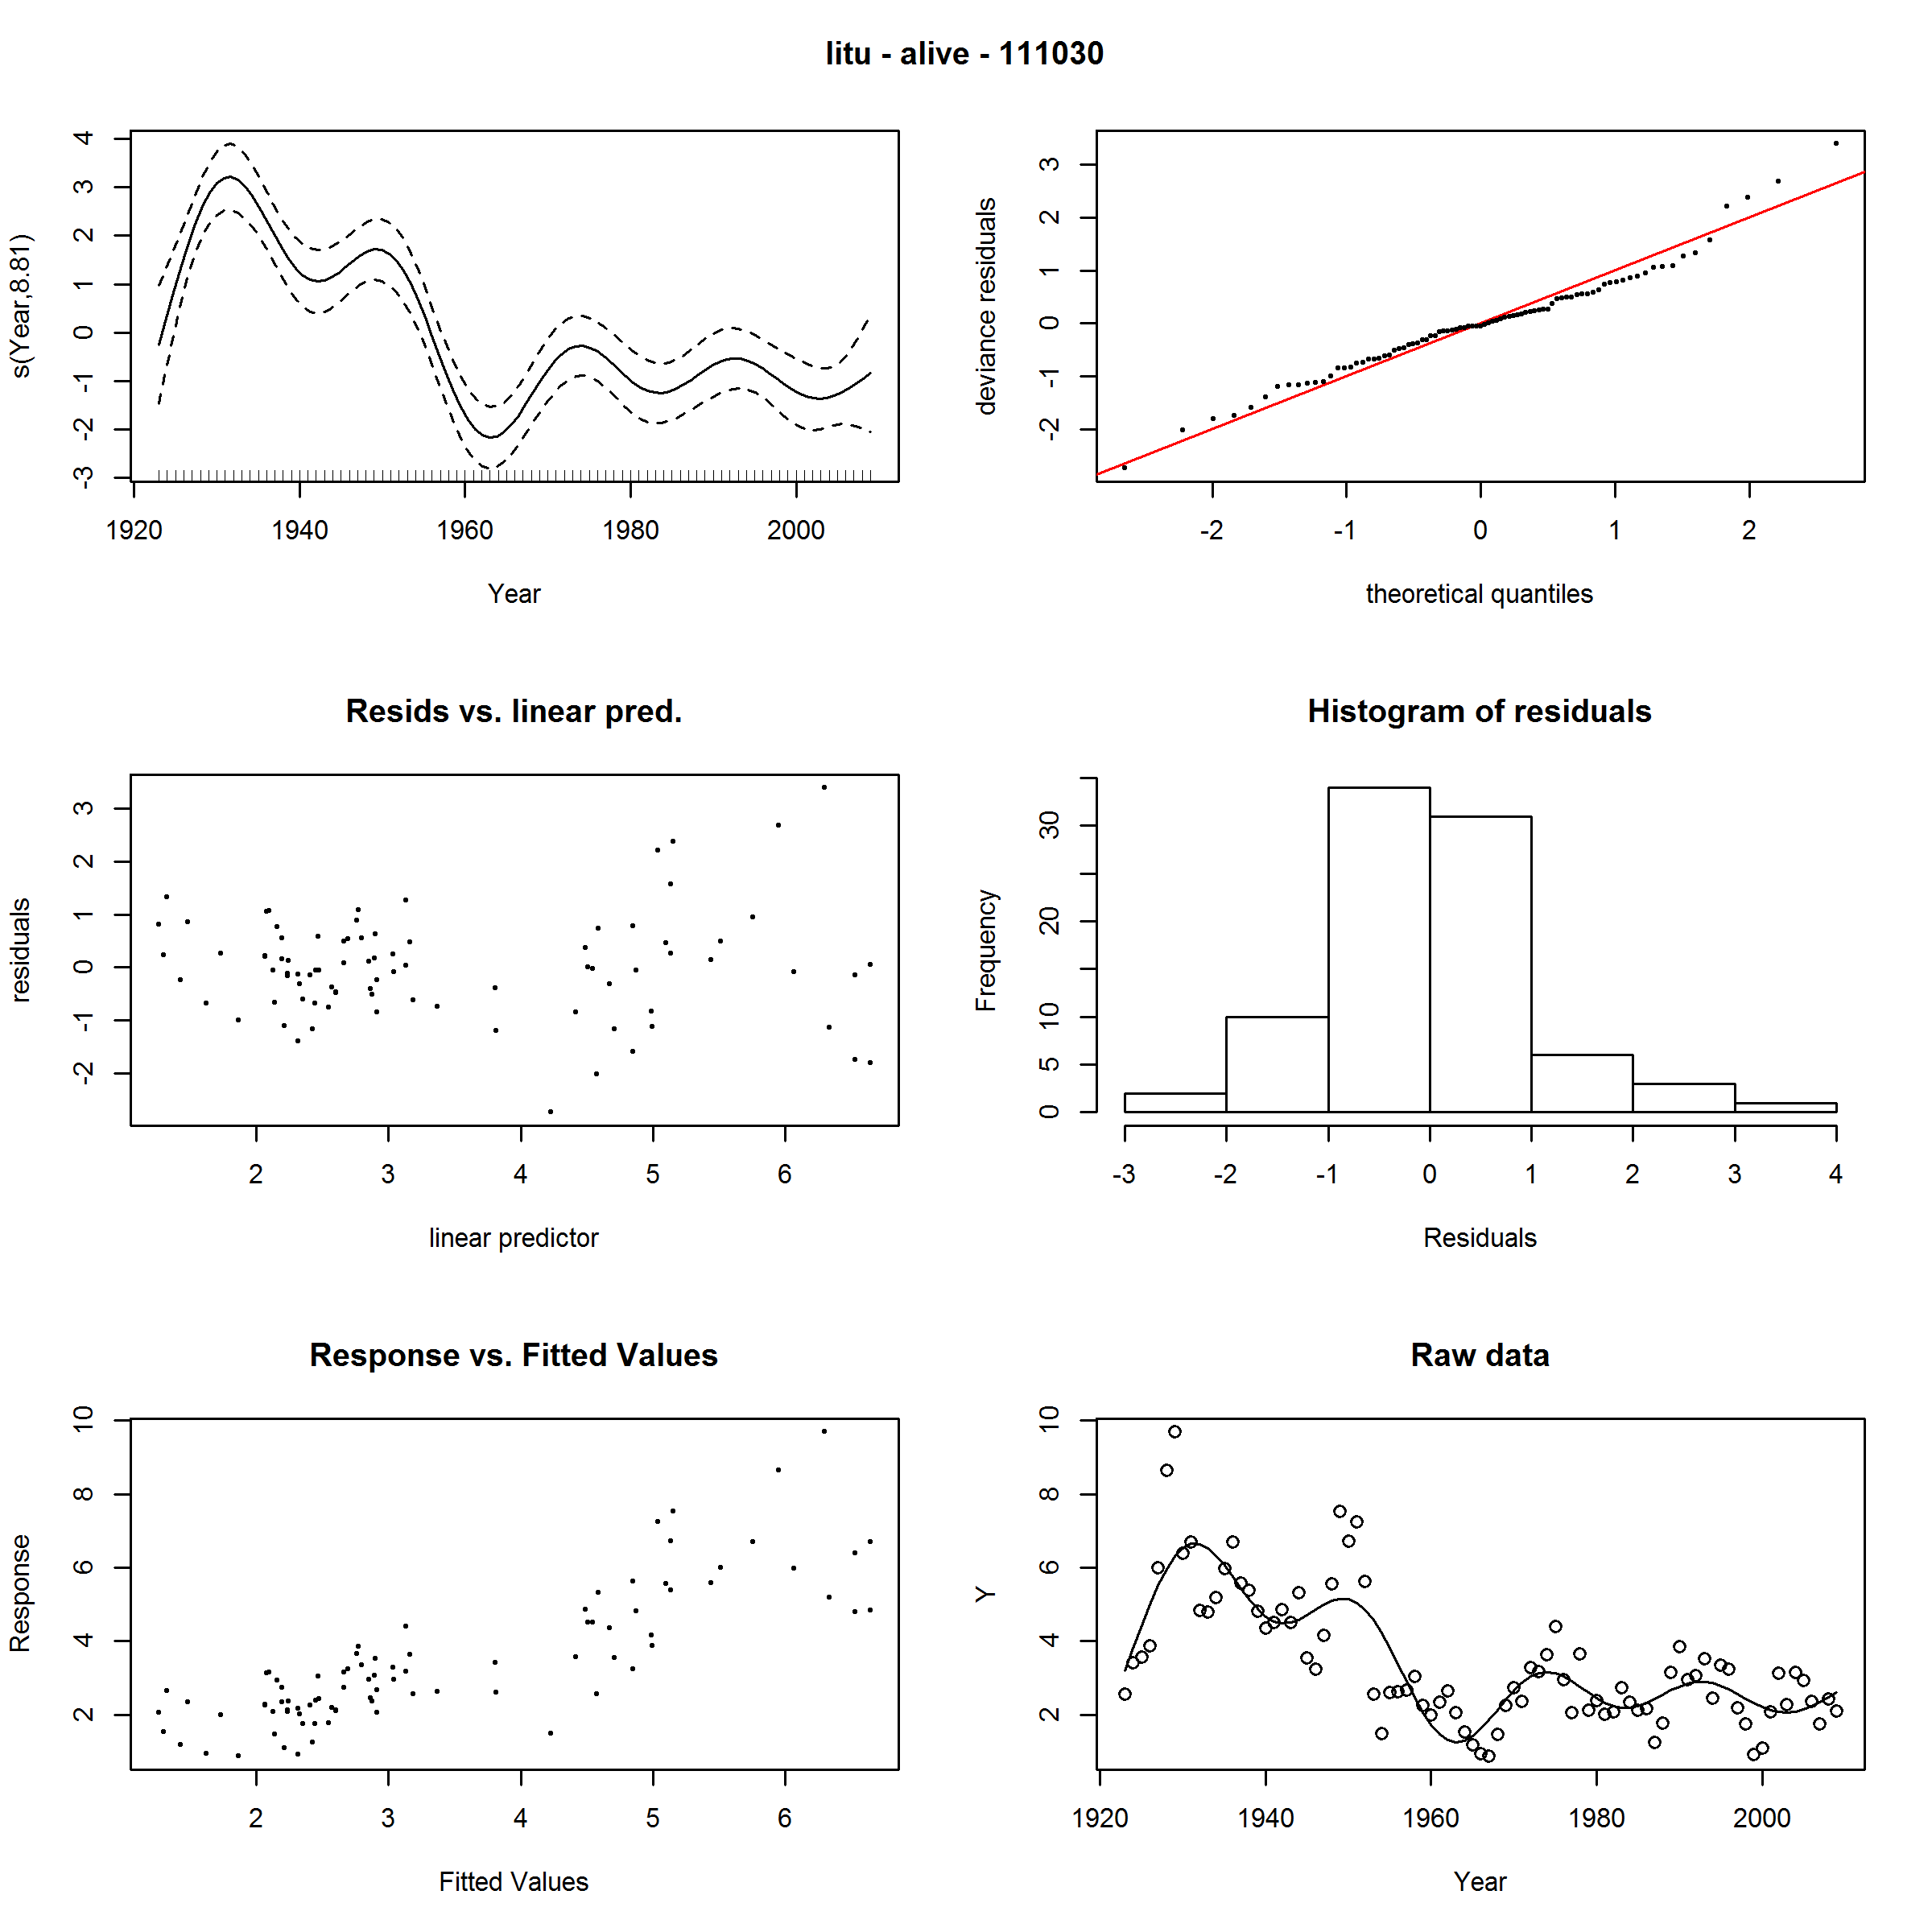 litu - alive - 111030
4
3
2
1
0
-1
-2
-3
s(Year,8.81)
1920 1940 1960 1980 2000
Year
3
2
1
0
-1
-2
deviance residuals
-2 -1 0 1 2
theoretical quantiles
Resids vs. linear pred.
3
2
1
0
-1
-2
residuals
2 3 4 5 6
linear predictor
Histogram of residuals
30
20
10
5
0
Frequency
-3 -2 -1 0 1 2 3 4
Residuals
Response vs. Fitted Values
10
8
6
4
2
Response
2 3 4 5 6
Fitted Values
Raw data
10
8
6
4
2
Y
1920 1940 1960 1980 2000
Year